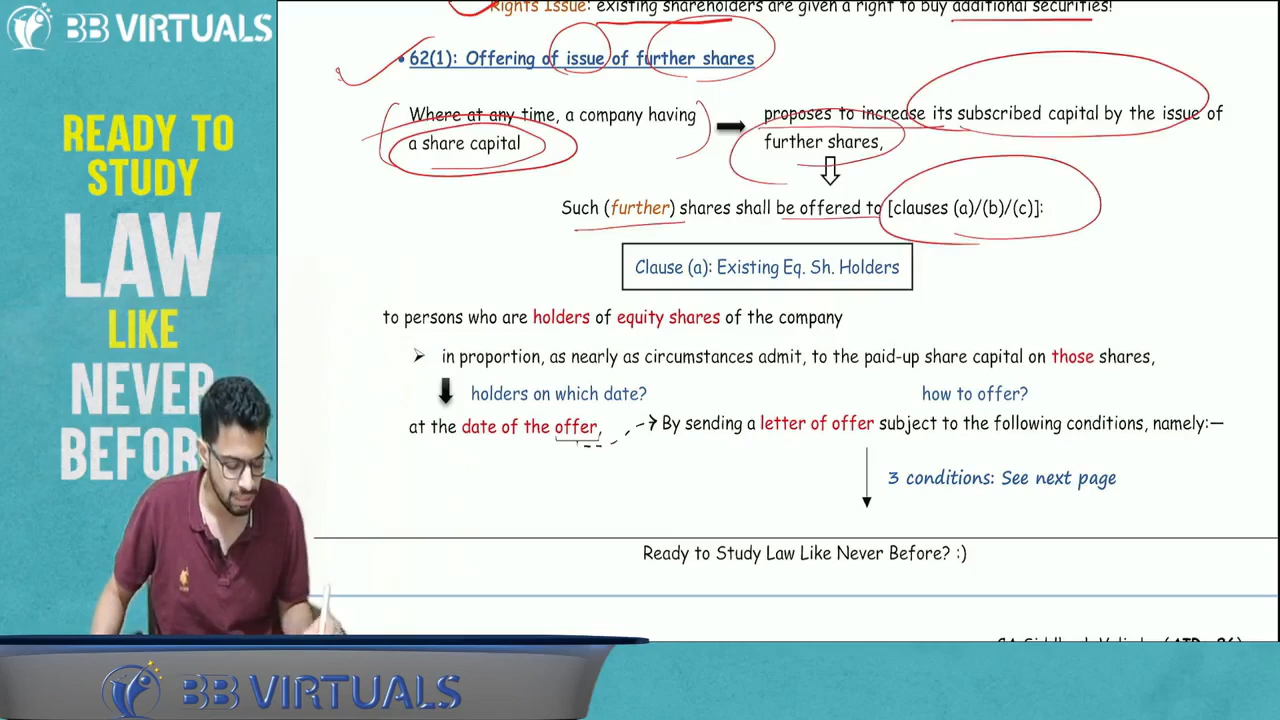 BB VIRTUALS
READY TO
STUDY
LAW
LIKE
NEVER
BEFOR
Rights Issue: existing shareholders are given a right to buy additional securities!
• 62(1): Offering of issue of further shares
Where at any time, a company having
a share capital
proposes to increase its subscribed capital by the issue of
further shares,
Such (further) shares shall be offered to [clauses (a)/(b)/(c)]:
Clause (a): Existing Eq. Sh. Holders
to persons who are holders of equity shares of the company
➢ in proportion, as nearly as circumstances admit, to the paid-up share capital on those shares,
holders on which date?
how to offer?
at the date of the offer,
By sending a letter of offer subject to the following conditions, namely:—
3 conditions: See next page
Ready to Study Law Like Never Before? :)
BB VIRTUALS